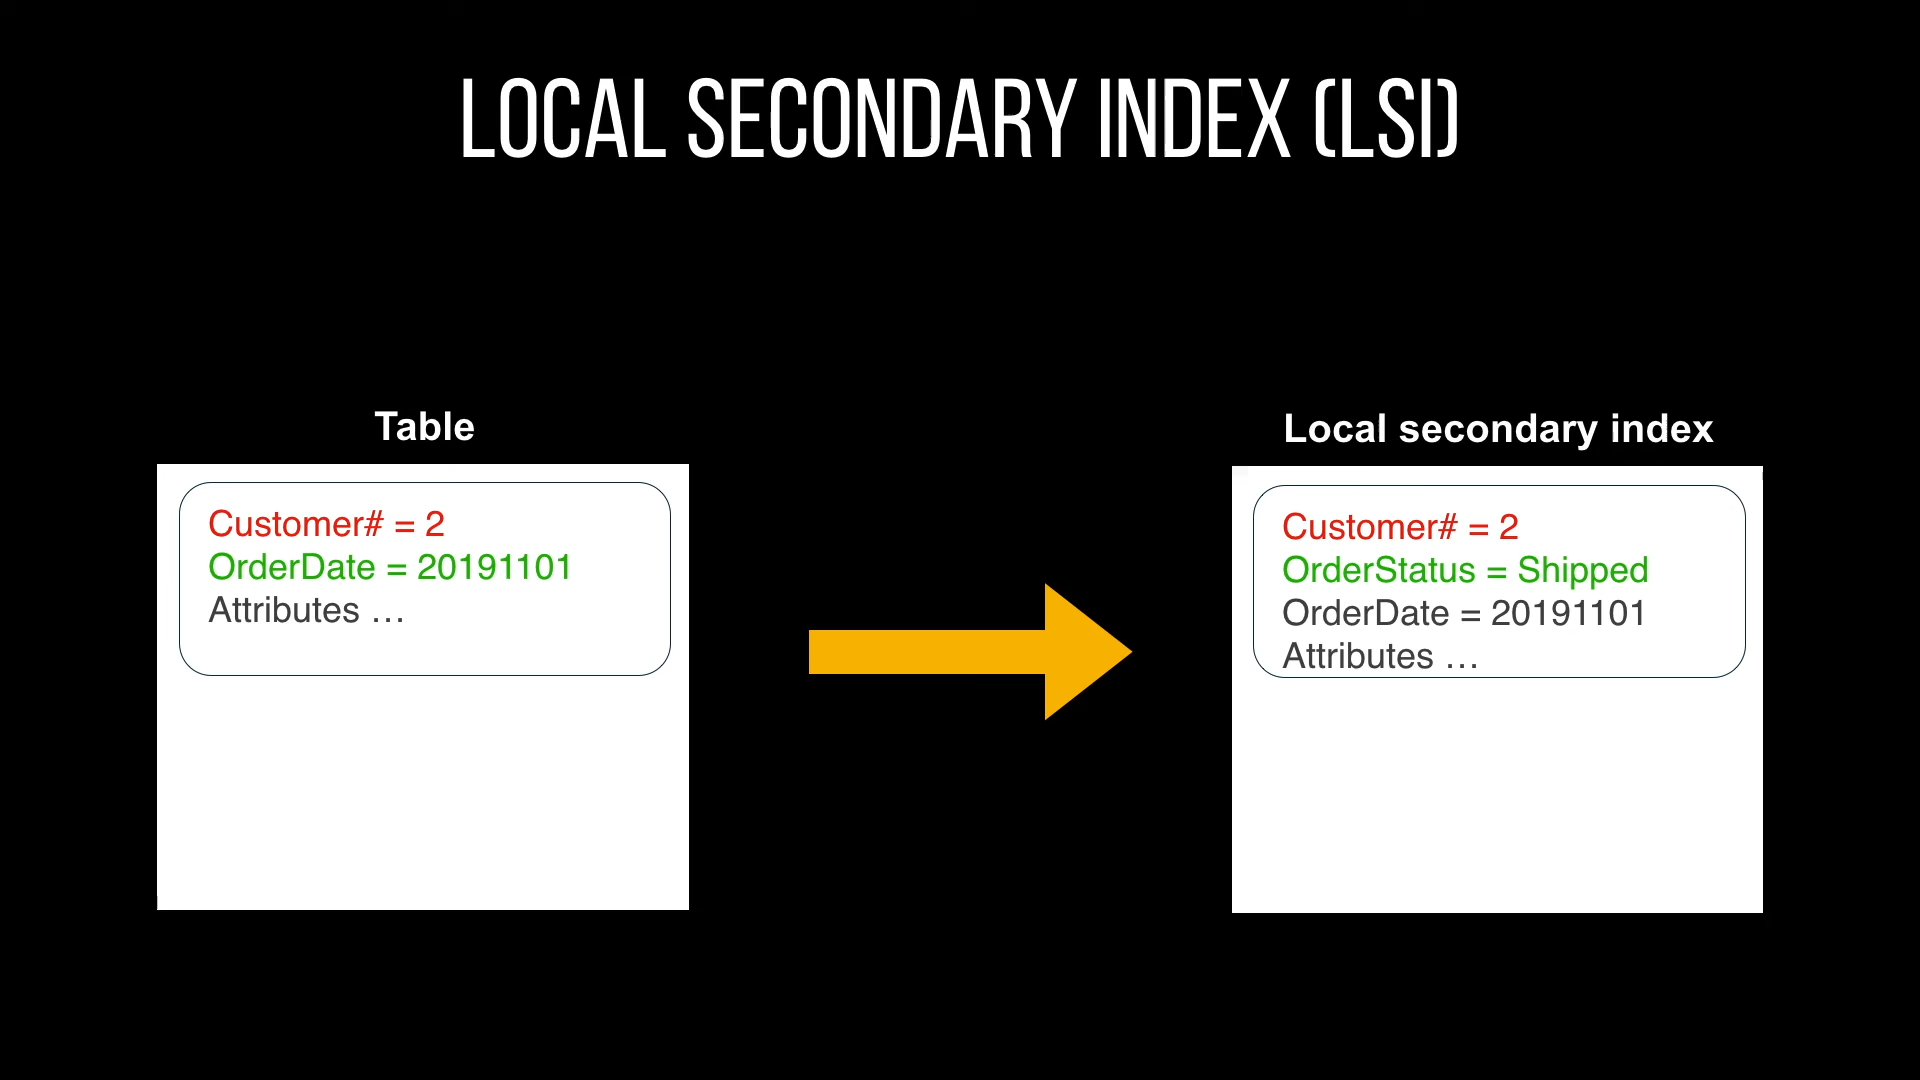 LOCAL SECONDARY INDEX (LSI)
Table
Customer# = 2
OrderDate = 20191101
Attributes …
Local secondary index
Customer# = 2
OrderStatus = Shipped
OrderDate = 20191101
Attributes …